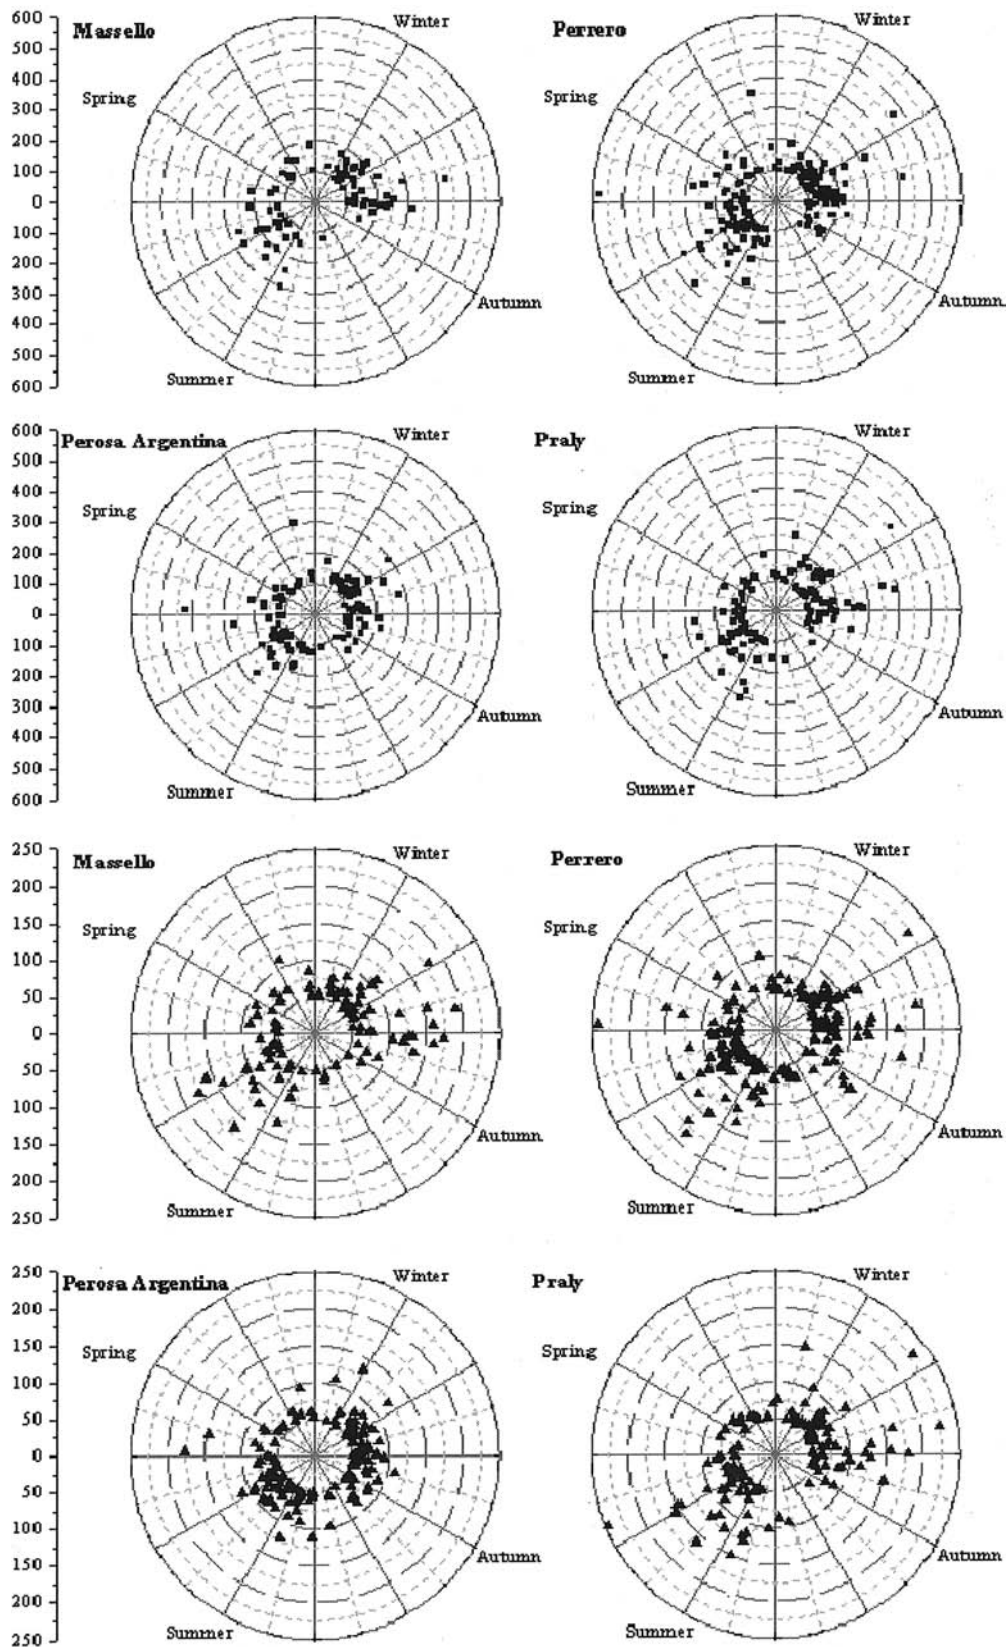 600
500
400
300
200
100
0
100
200
300
400
500
600
Massello
Winter
Spring
Autumn
Summer
Perrero
Winter
Spring
Autumn
Summer
600
500
400
300
200
100
0
100
200
300
400
500
600
Perosa Argentina
Winter
Spring
Autumn
Summer
Praly
Winter
Spring
Autumn
Summer
250
200
150
100
50
0
50
100
150
200
250
Massello
Winter
Spring
Autumn
Summer
Perrero
Winter
Spring
Autumn
Summer
250
200
150
100
50
0
50
100
150
200
250
Perosa Argentina
Winter
Spring
Autumn
Summer
Praly
Winter
Spring
Autumn
Summer